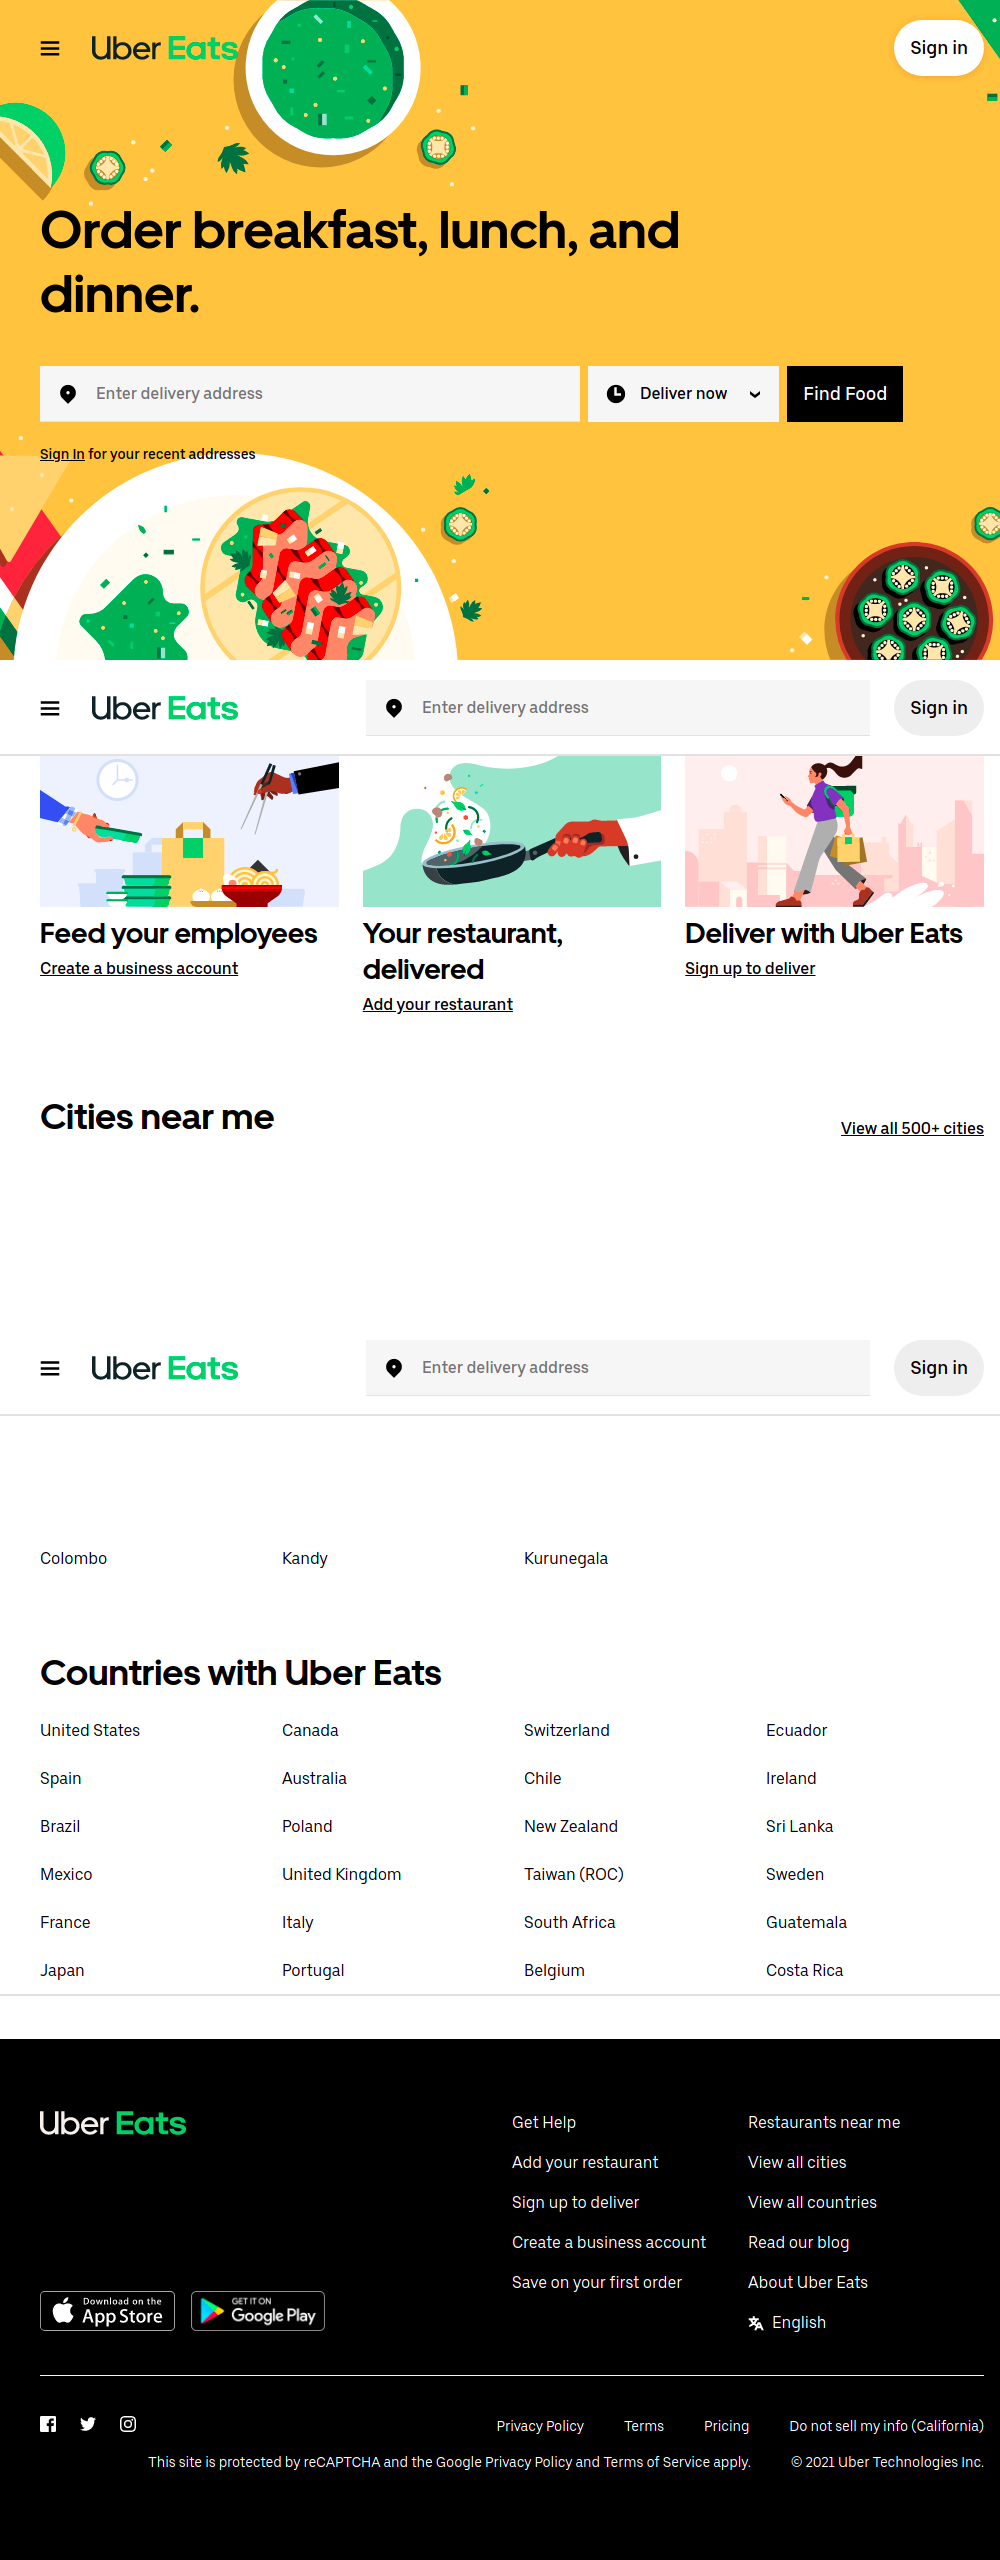 Uber Eats
Sign in
Order breakfast, lunch, and
dinner.
Enter delivery address
Deliver now
Find Food
Sign In for your recent addresses
Uber Eats
Enter delivery address
Sign in
Feed your employees
Create a business account
Your restaurant,
delivered
Add your restaurant
Deliver with Uber Eats
Sign up to deliver
Cities near me
View all 500+ cities
Uber Eats
Enter delivery address
Sign in
Colombo
Kandy
Kurunegala
Countries with Uber Eats
United States
Canada
Switzerland
Ecuador
Spain
Australia
Chile
Ireland
Brazil
Poland
New Zealand
Sri Lanka
Mexico
United Kingdom
Taiwan (ROC)
Sweden
France
Italy
South Africa
Guatemala
Japan
Portugal
Belgium
Costa Rica
Uber Eats
Get Help
Add your restaurant
Sign up to deliver
Create a business account
Save on your first order
Restaurants near me
View all cities
View all countries
Read our blog
About Uber Eats
English
Download on the
App Store
GET IT ON
Google Play
Privacy Policy
Terms
Pricing
Do not sell my info (California)
This site is protected by reCAPTCHA and the Google Privacy Policy and Terms of Service apply.
© 2021 Uber Technologies Inc.